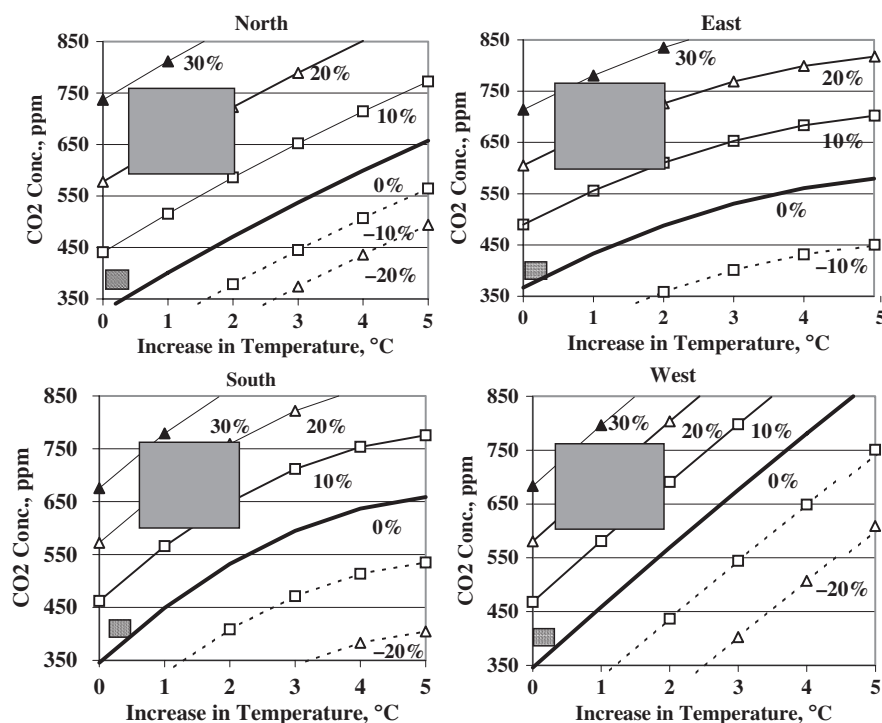 North
CO2 Conc., ppm
850
750
650
550
450
350
30%
20%
10%
0%
−10%
−20%
0 1 2 3 4 5
Increase in Temperature, °C
East
CO2 Conc., ppm
850
750
650
550
450
350
30%
20%
10%
0%
−10%
0 1 2 3 4 5
Increase in Temperature, °C
South
CO2 Conc., ppm
850
750
650
550
450
350
30%
20%
10%
0%
−20%
0 1 2 3 4 5
Increase in Temperature, °C
West
CO2 Conc., ppm
850
750
650
550
450
350
30%
20%
10%
0%
−20%
0 1 2 3 4 5
Increase in Temperature, °C